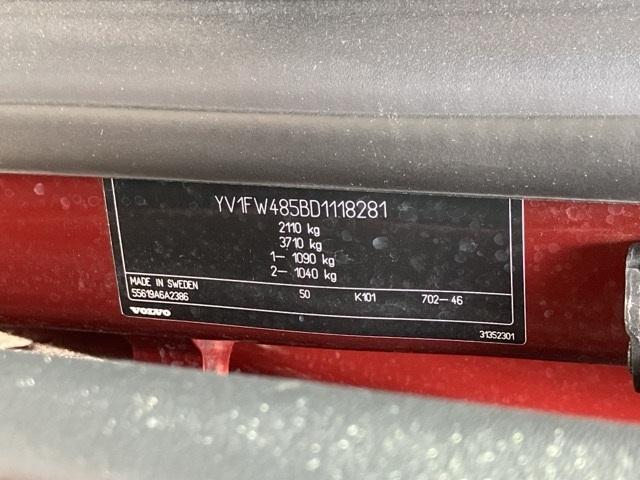 YV1FW485BD1118281
2110 kg
3710 kg
1- 1090 kg
2- 1040 kg
MADE IN SWEDEN
55619A6A2386 50 K101 702-46
VOLVO
31352301